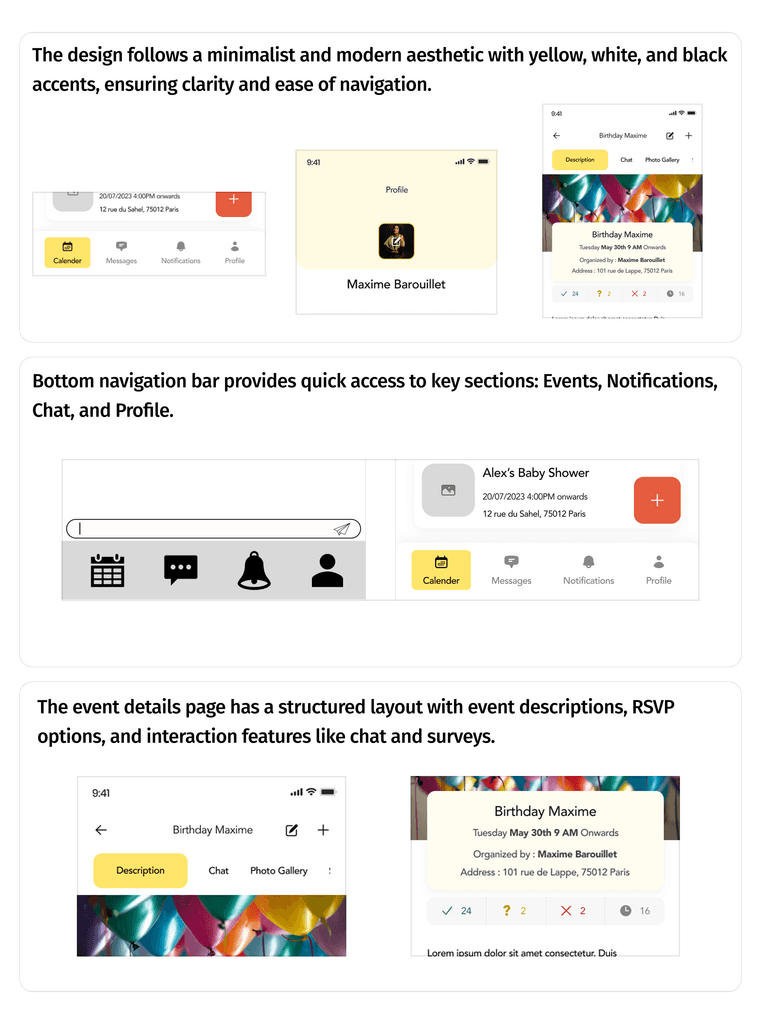 The design follows a minimalist and modern aesthetic with yellow, white, and black
accents, ensuring clarity and ease of navigation.
20/07/2023 4:00PM onwards
12 rue du Sahel, 75012 Paris
Calender
Messages
Notifications
Profile
9:41
Profile
Maxime Barouillet
9:41
Birthday Maxime
Description
Chat
Photo Gallery
Birthday Maxime
Tuesday May 30th 9 AM Onwards
Organized by : Maxime Barouillet
Address : 101 rue de Lappe, 75012 Paris
24
? 2
2
16
Lorem ipsum dolor sit amet consectetur. Duis
Bottom navigation bar provides quick access to key sections: Events, Notifications,
Chat, and Profile.
Alex's Baby Shower
20/07/2023 4:00PM onwards
12 rue du Sahel, 75012 Paris
Calender
Messages
Notifications
Profile
The event details page has a structured layout with event descriptions, RSVP
options, and interaction features like chat and surveys.
9:41
Birthday Maxime
Description
Chat
Photo Gallery
Birthday Maxime
Tuesday May 30th 9 AM Onwards
Organized by : Maxime Barouillet
Address : 101 rue de Lappe, 75012 Paris
24
? 2
2
16
Lorem ipsum dolor sit amet consectetur. Duis